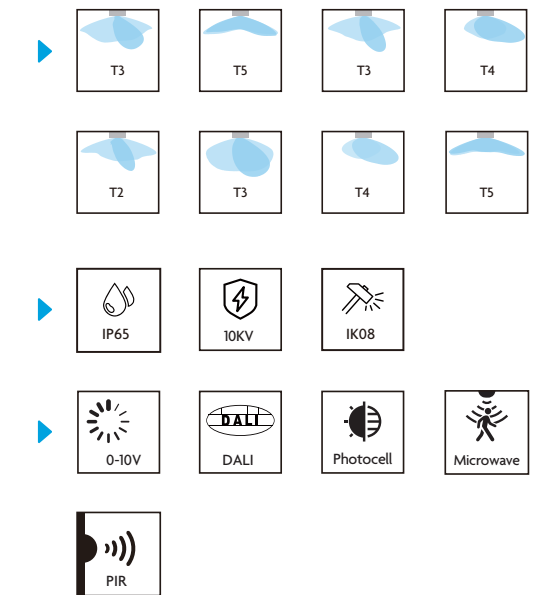 T3 T5 T3 T4
T2 T3 T4 T5
IP65 10KV IK08
DALI
0-10V DALI Photocell Microwave
PIR